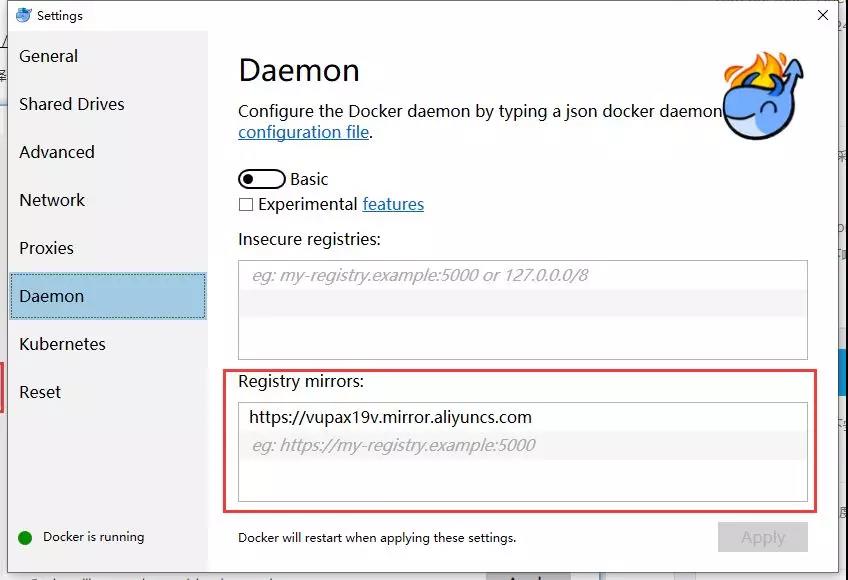 Settings
General
Shared Drives
Advanced
Network
Proxies
Daemon
Kubernetes
Reset
Docker is running
Daemon
Configure the Docker daemon by typing a json docker daemon
configuration file.
Basic
Experimental features
Insecure registries:
eg: my-registry.example:5000 or 127.0.0.0/8
Registry mirrors:
https://vupax19v.mirror.aliyuncs.com
eg: https://my-registry.example:5000
Docker will restart when applying these settings.
Apply